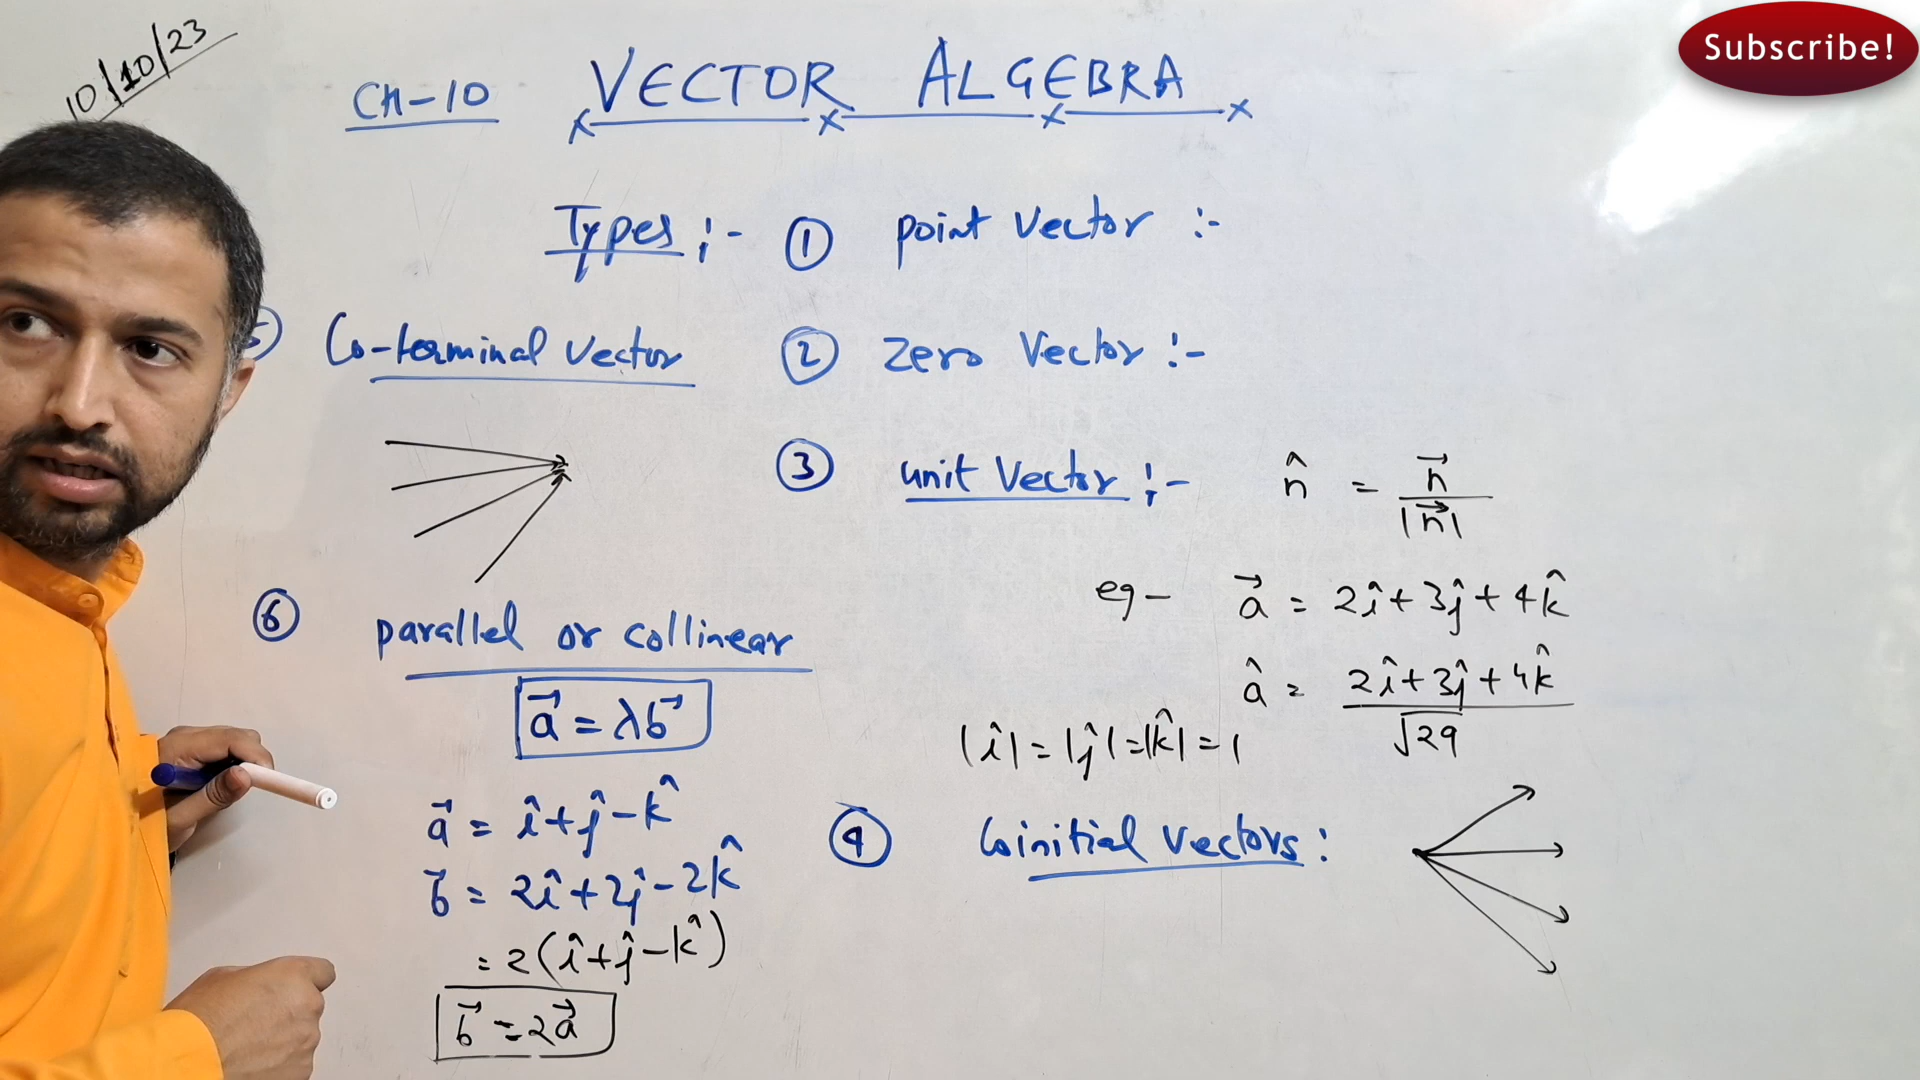 10/10/23
Subscribe!
CH-10 VECTOR ALGEBRA
Types :- ① point Vector :-
② zero Vector :-
③ unit Vector :- n̂ = n⃗ / |n⃗|
eg - a⃗ = 2î + 3ĵ + 4k̂
â = 2î + 3ĵ + 4k̂ / √29
|î| = |ĵ| = |k̂| = 1
④ Coinitial Vectors :
5) Co-terminal Vector
⑥ parallel or collinear
a⃗ = λb⃗
a⃗ = î + ĵ - k̂
b⃗ = 2î + 2ĵ - 2k̂
= 2(î + ĵ - k̂)
b⃗ = 2a⃗